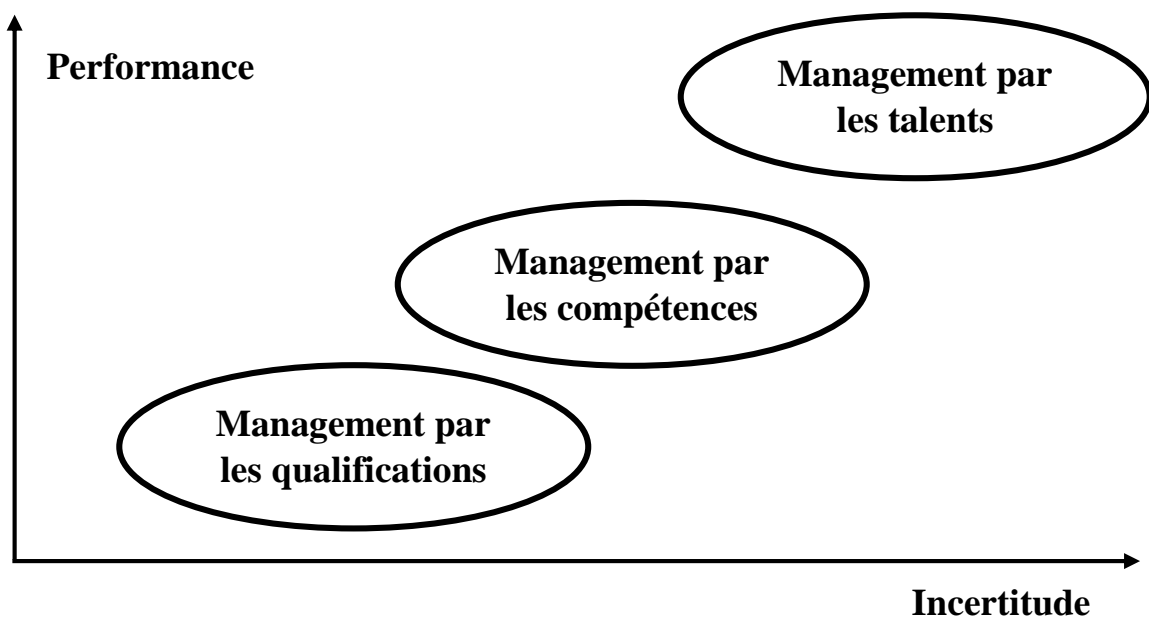 Performance
Management par
les talents
Management par
les compétences
Management par
les qualifications
Incertitude